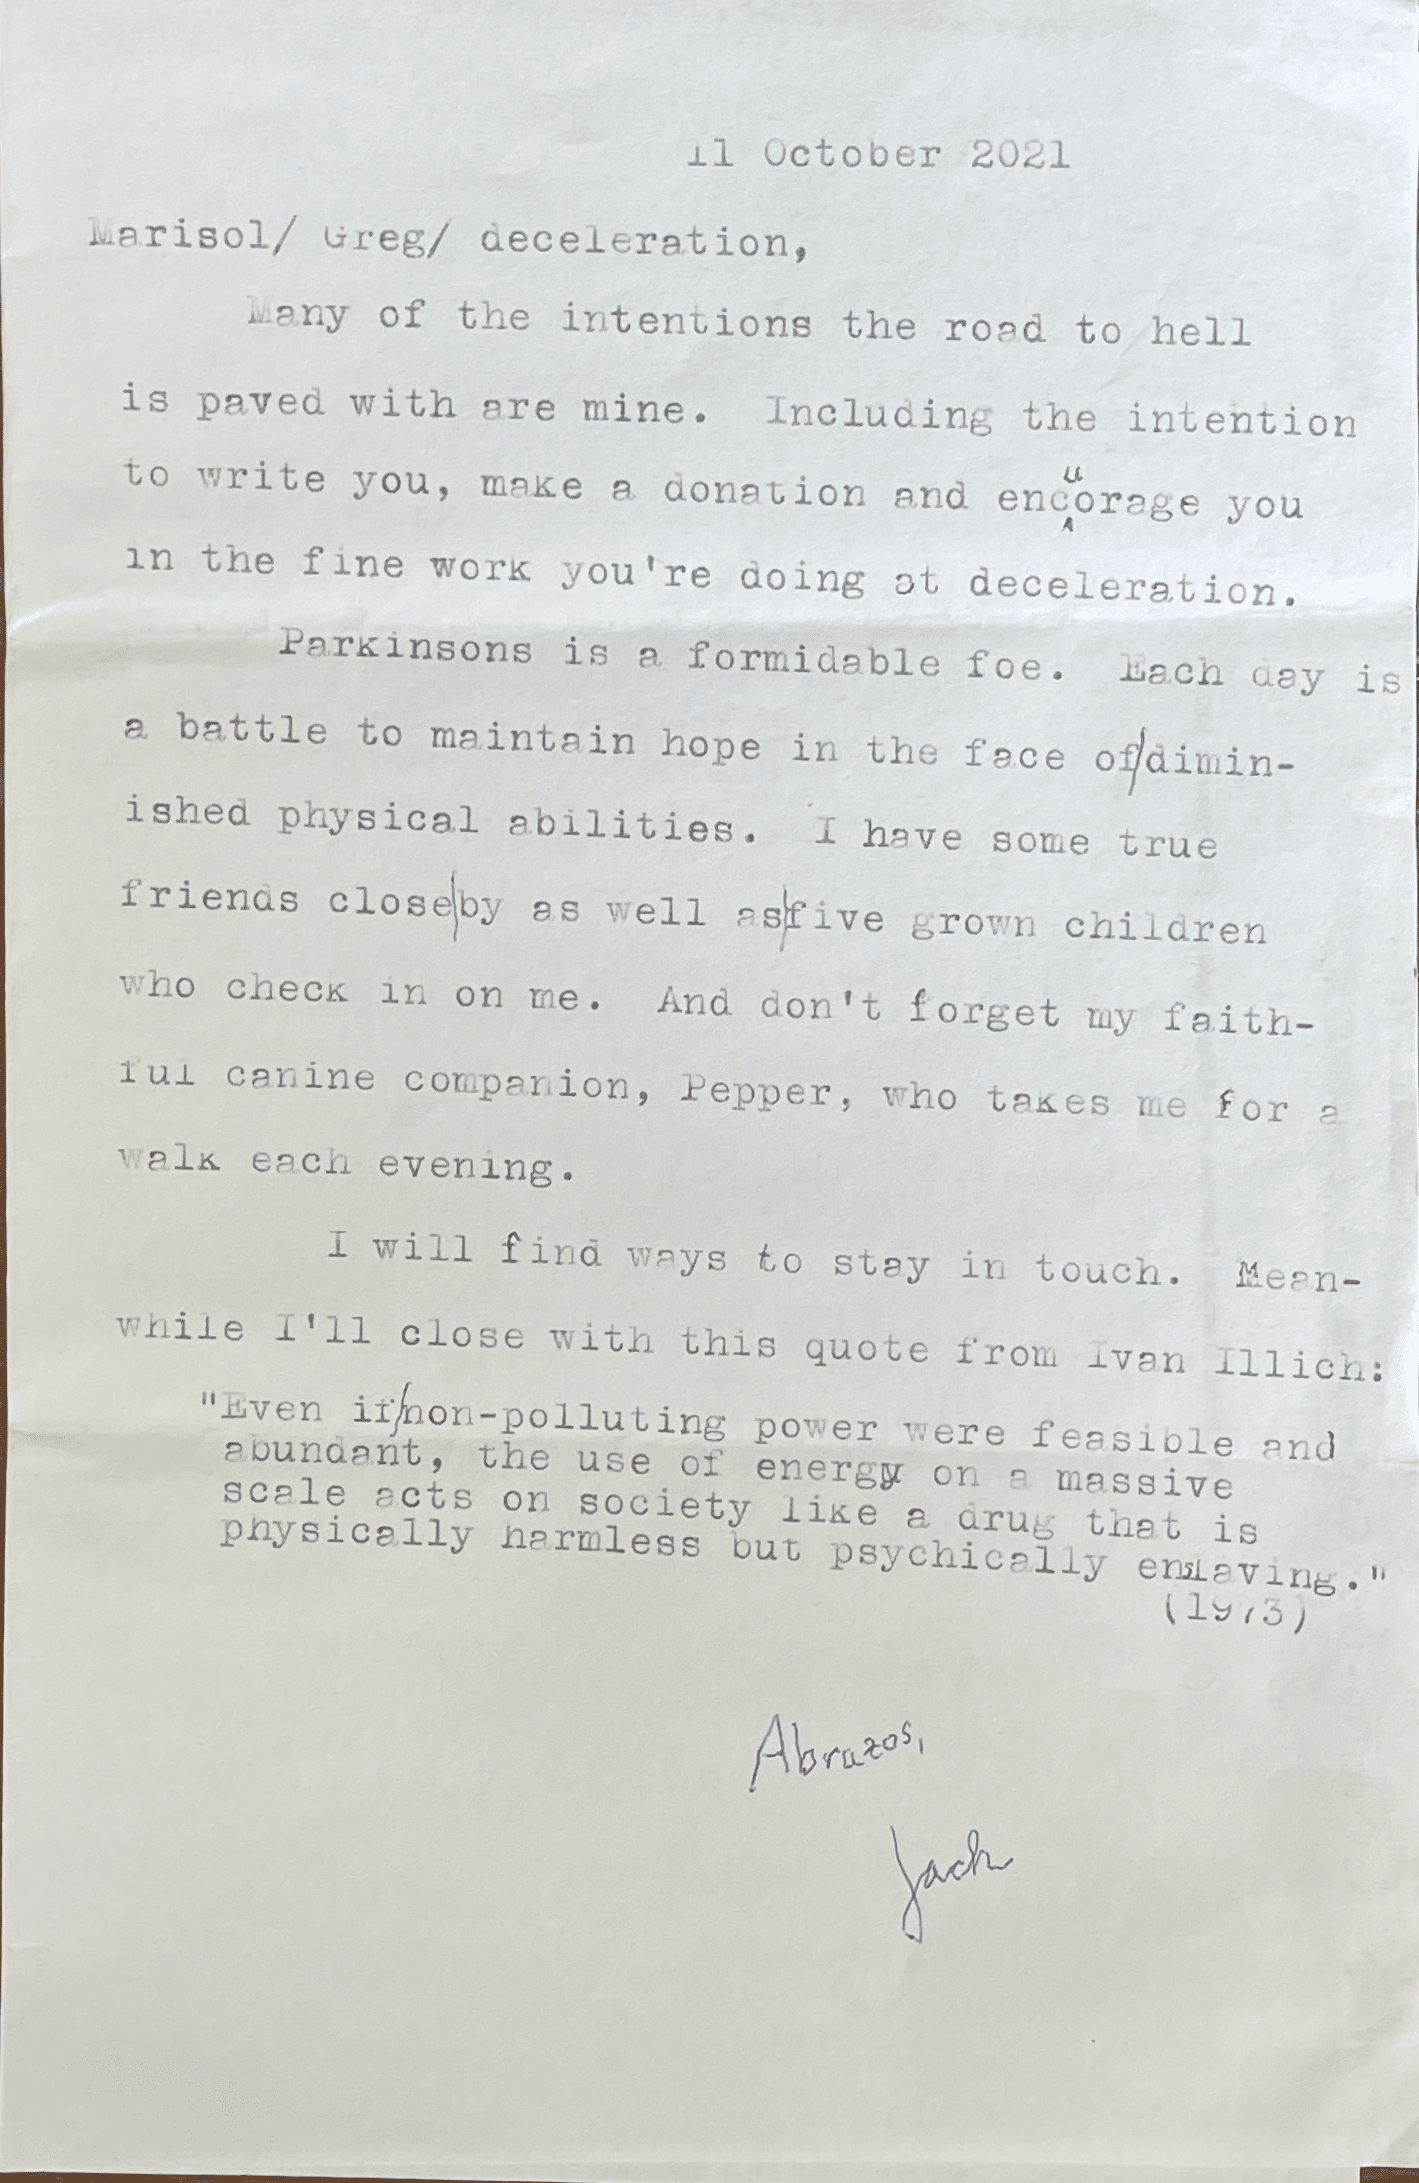 11 October 2021
Marisol/ Greg/ deceleration,
Many of the intentions the road to hell
is paved with are mine. Including the intention
to write you, make a donation and encuorage you
in the fine work you're doing at deceleration.
Parkinsons is a formidable foe. Each day is
a battle to maintain hope in the face of/dimin-
ished physical abilities. I have some true
friends close|by as well as|five grown children
who check in on me. And don't forget my faith-
ful canine companion, Pepper, who takes me for a
walk each evening.
I will find ways to stay in touch. Mean-
while I'll close with this quote from Ivan Illich:
"Even if/non-polluting power were feasible and
abundant, the use of energy on a massive
scale acts on society like a drug that is
physically harmless but psychically enslaving."
(1973)
Abrazos,
Jack